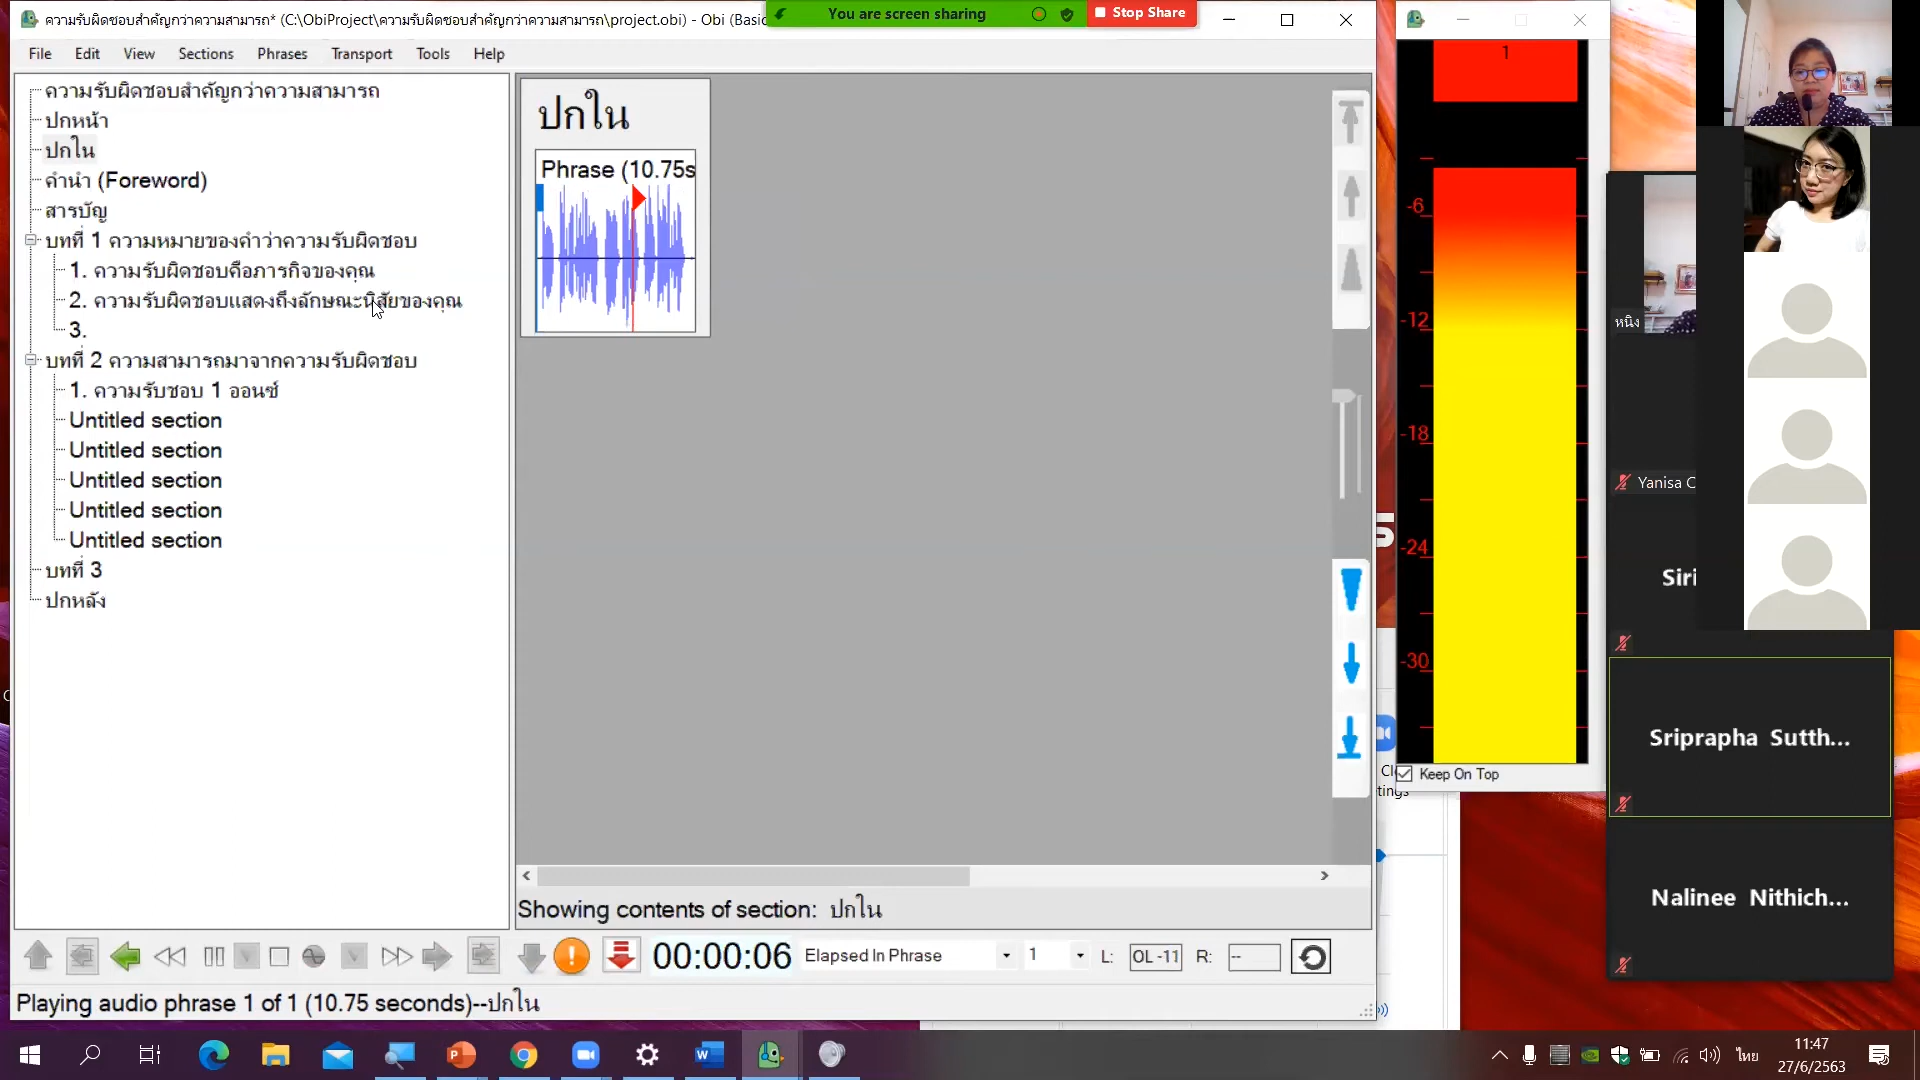 ความรับผิดชอบสำคัญกว่าความสามารถ* (C:\ObiProject\ความรับผิดชอบสำคัญกว่าความสามารถ\project.obi) - Obi (Basic
You are screen sharing
Stop Share
File Edit View Sections Phrases Transport Tools Help
ความรับผิดชอบสำคัญกว่าความสามารถ
ปกหน้า
ปกใน
คำนำ (Foreword)
สารบัญ
บทที่ 1 ความหมายของคำว่าความรับผิดชอบ
1. ความรับผิดชอบคือภารกิจของคุณ
2. ความรับผิดชอบแสดงถึงลักษณะนิสัยของคุณ
3.
บทที่ 2 ความสามารถมาจากความรับผิดชอบ
1. ความรับชอบ 1 ออนซ์
Untitled section
Untitled section
Untitled section
Untitled section
Untitled section
บทที่ 3
ปกหลัง
ปกใน
Phrase (10.75s
Showing contents of section: ปกใน
00:00:06 Elapsed In Phrase 1 L: OL -11 R: --
Playing audio phrase 1 of 1 (10.75 seconds)--ปกใน
1
-6
-12
-18
-24
-30
Keep On Top
tings
หนิง
Yanisa C
Siri
Sriprapha Sutth...
Nalinee Nithich...
ไทย
11:47
27/6/2563